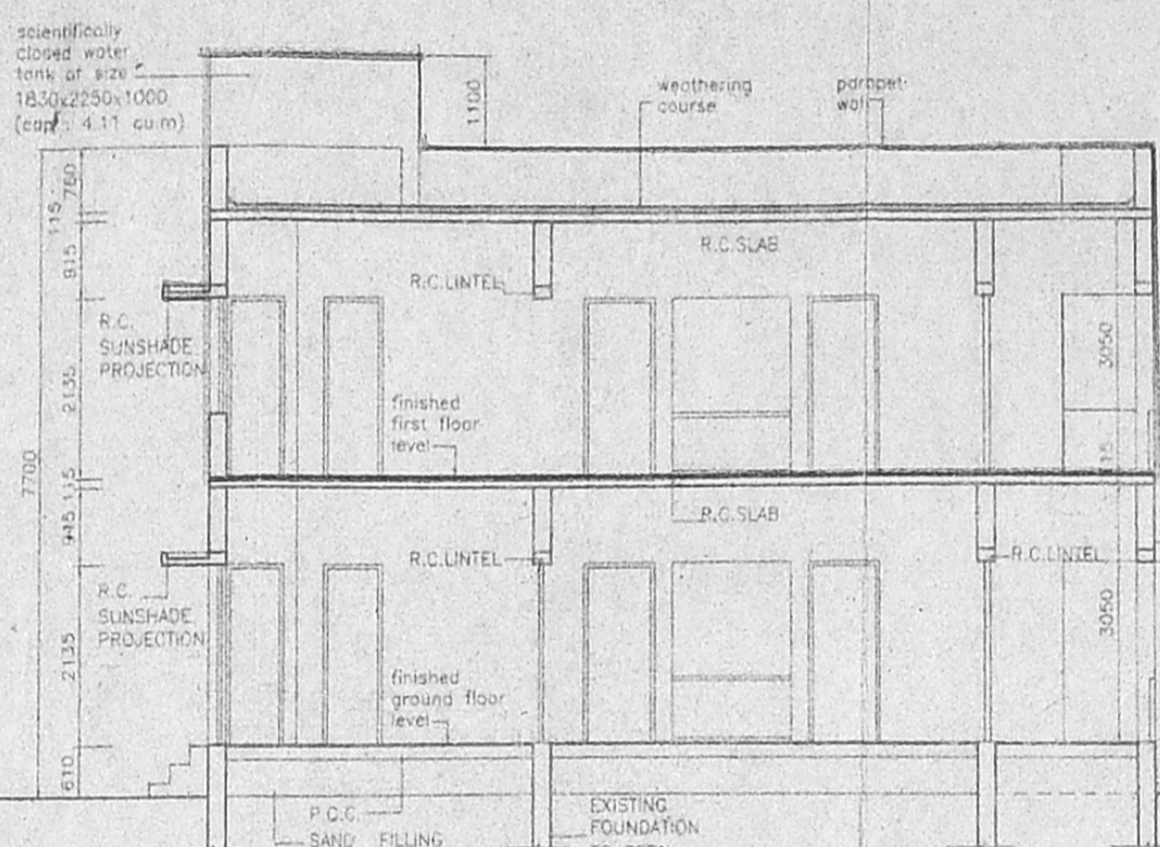 scientifically
closed water
tank of size
1830x2250x1000
(cap : 4.11 cu.m)
1100
weathering
course
parapet
wall
760
115
915
R.C.SLAB
R.C.LINTEL
R.C.
SUNSHADE
PROJECTION
3050
2135
finished
first floor
level
7700
115
115
915
R.C.SLAB
R.C.LINTEL
R.C.LINTEL
R.C.
SUNSHADE
PROJECTION
3050
2135
finished
ground floor
level
610
P.C.C.
SAND FILLING
EXISTING
FOUNDATION